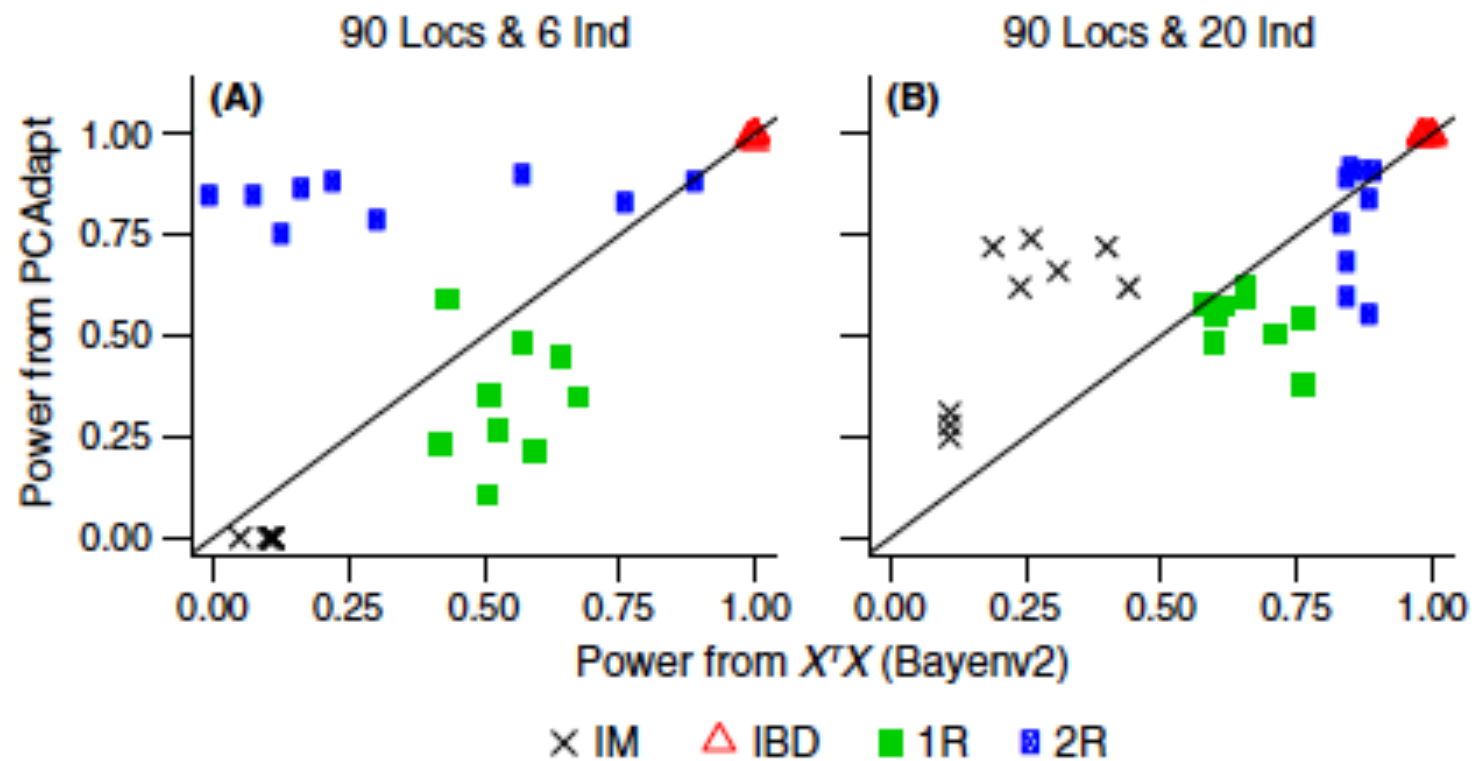 90 Locs & 6 Ind
90 Locs & 20 Ind
(A)
(B)
Power from PCAdapt
1.00
0.75
0.50
0.25
0.00
0.00 0.25 0.50 0.75 1.00
0.00 0.25 0.50 0.75 1.00
Power from XᵀX (Bayenv2)
IM IBD 1R 2R